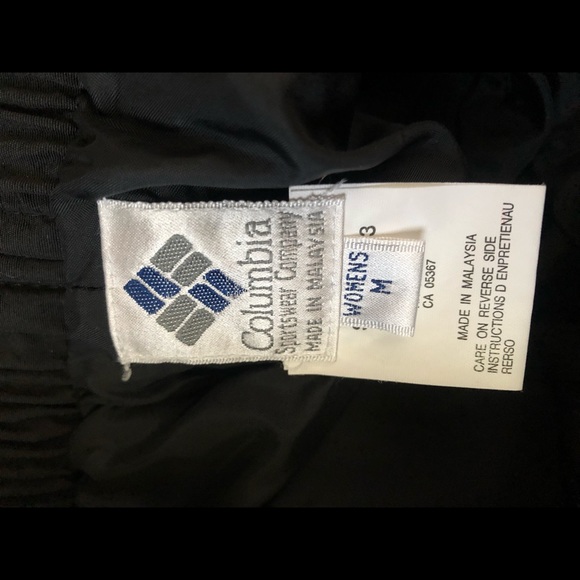 Columbia
Sportswear Company
MADE IN MALAYSIA
WOMENS
M
3
CA 05367
MADE IN MALAYSIA
CARE ON REVERSE SIDE
INSTRUCTIONS D ENPRETIENAU
RERSO